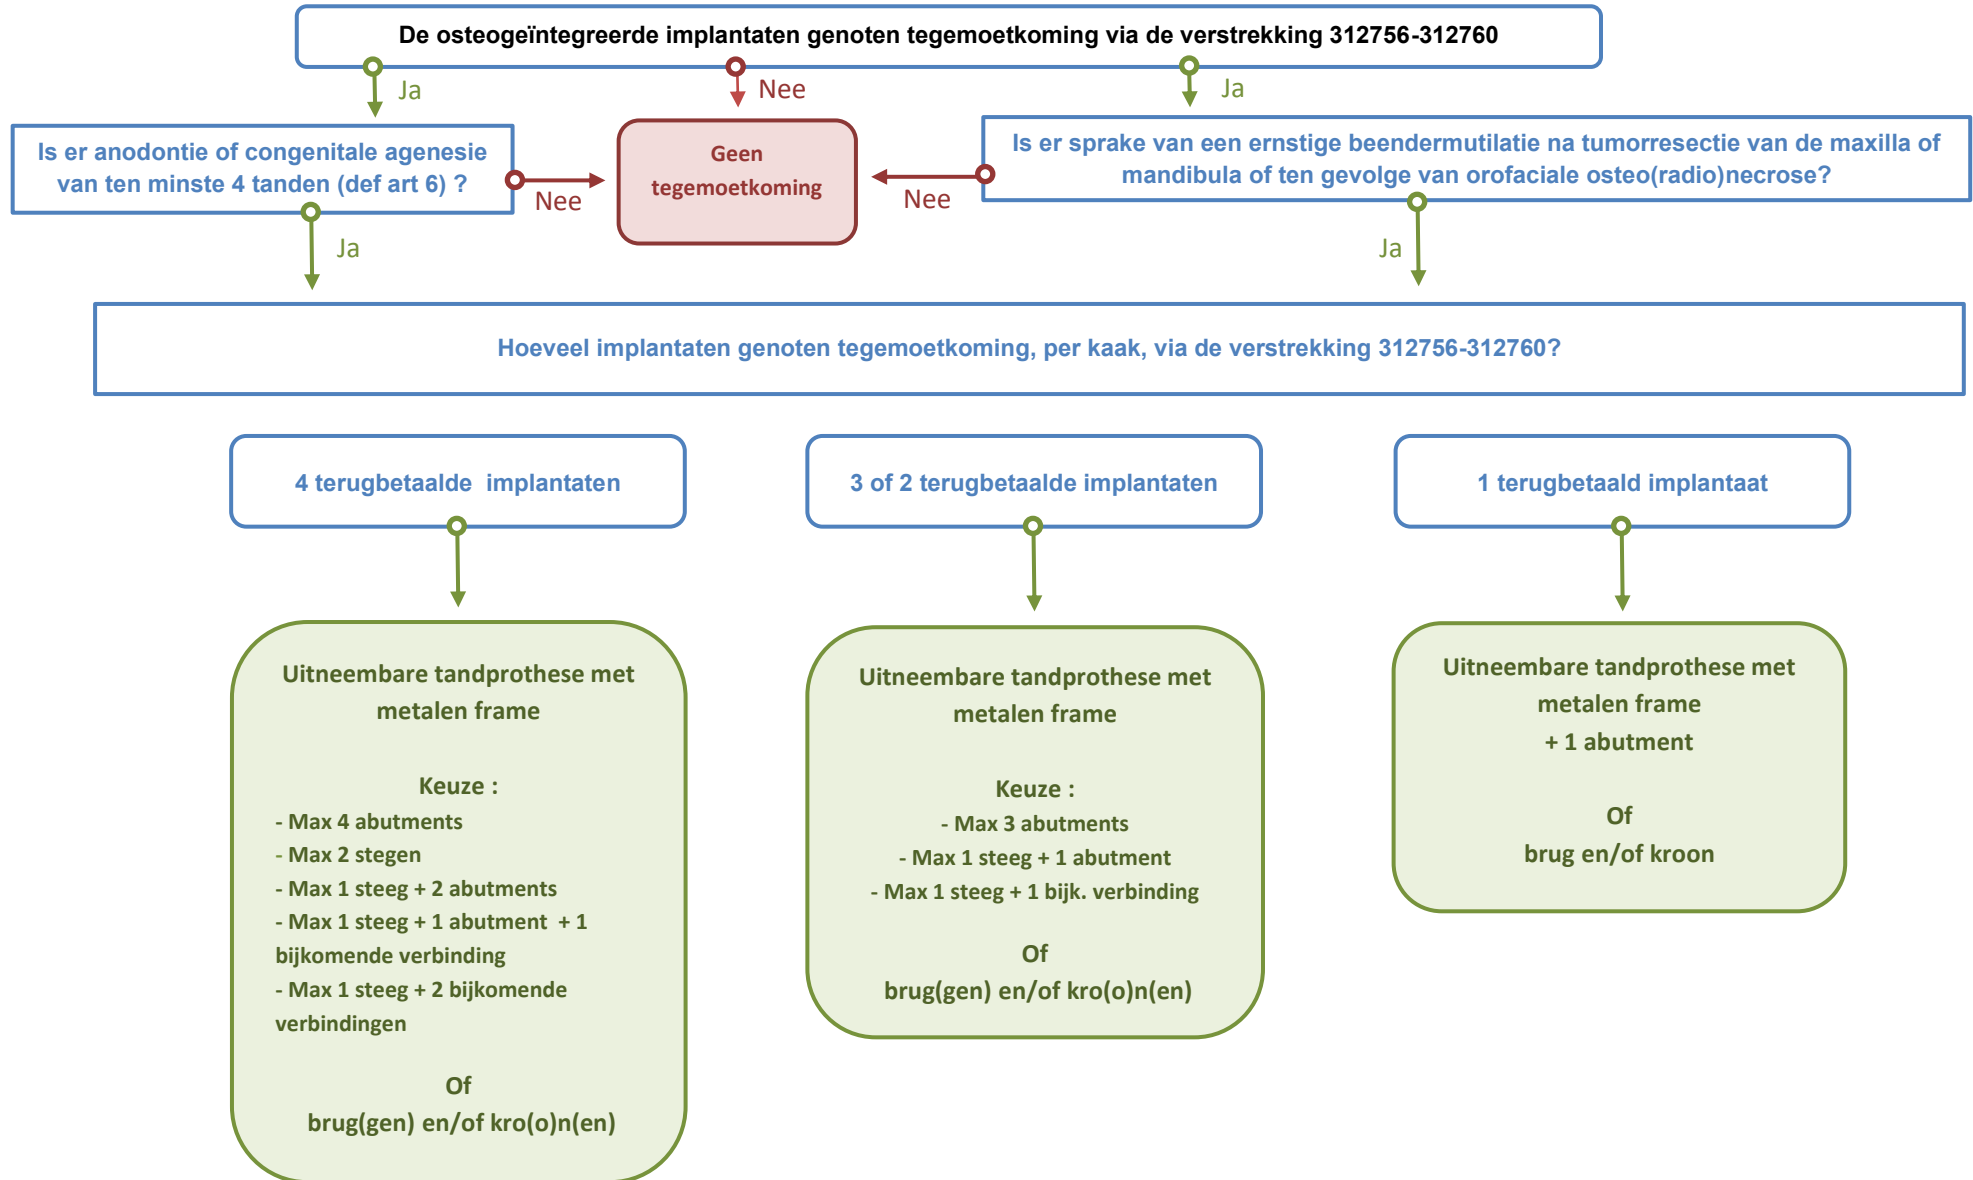 De osteogeïntegreerde implantaten genoten tegemoetkoming via de verstrekking 312756-312760
Ja
Nee
Ja
Is er anodontie of congenitale agenesie
van ten minste 4 tanden (def art 6) ?
Nee
Geen
tegemoetkoming
Nee
Is er sprake van een ernstige beendermutilatie na tumorresectie van de maxilla of
mandibula of ten gevolge van orofaciale osteo(radio)necrose?
Ja
Ja
Hoeveel implantaten genoten tegemoetkoming, per kaak, via de verstrekking 312756-312760?
4 terugbetaalde implantaten
3 of 2 terugbetaalde implantaten
1 terugbetaald implantaat
Uitneembare tandprothese met
metalen frame
Keuze :
- Max 4 abutments
- Max 2 stegen
- Max 1 steeg + 2 abutments
- Max 1 steeg + 1 abutment + 1
bijkomende verbinding
- Max 1 steeg + 2 bijkomende
verbindingen
Of
brug(gen) en/of kro(o)n(en)
Uitneembare tandprothese met
metalen frame
Keuze :
- Max 3 abutments
- Max 1 steeg + 1 abutment
- Max 1 steeg + 1 bijk. verbinding
Of
brug(gen) en/of kro(o)n(en)
Uitneembare tandprothese met
metalen frame
+ 1 abutment
Of
brug en/of kroon